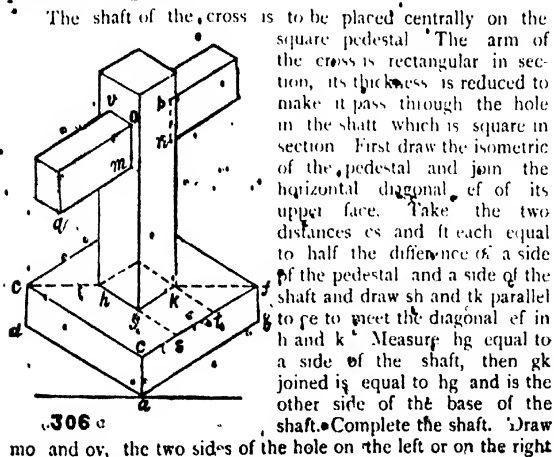 The shaft of the cross is to be placed centrally on the
square pedestal The arm of
the cross is rectangular in sec-
tion, its thickness is reduced to
make it pass through the hole
in the shaft which is square in
section First draw the isometric
of the pedestal and join the
horizontal diagonal ef of its
upper face. Take the two
distances cs and ft each equal
to half the difference of a side
of the pedestal and a side of the
shaft and draw sh and tk parallel
to ce to meet the diagonal ef in
h and k Measure hg equal to
a side of the shaft, then gk
joined is equal to hg and is the
other side of the base of the
shaft. Complete the shaft. Draw
mo and ov, the two sides of the hole on the left or on the right
v
o
p
n
m
q
c
h
k
f
d
g
t
b
c
s
a
306